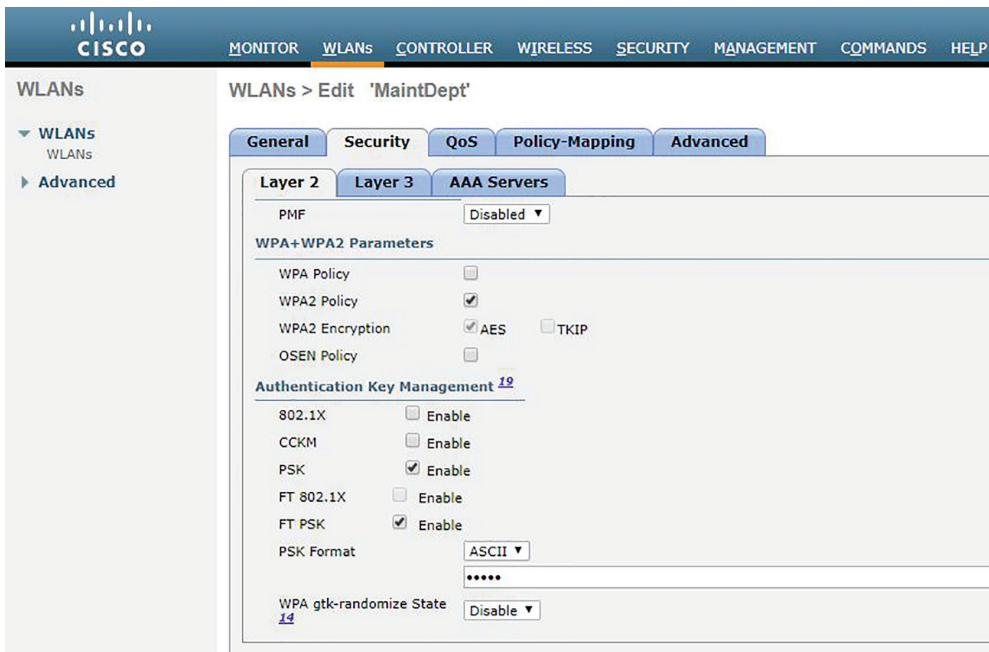 CISCO
MONITOR WLANs CONTROLLER WIRELESS SECURITY MANAGEMENT COMMANDS HELP
WLANs
WLANs
WLANs
Advanced
WLANs > Edit 'MaintDept'
General Security QoS Policy-Mapping Advanced
Layer 2 Layer 3 AAA Servers
PMF Disabled
WPA+WPA2 Parameters
WPA Policy
WPA2 Policy
WPA2 Encryption AES TKIP
OSEN Policy
Authentication Key Management 19
802.1X Enable
CCKM Enable
PSK Enable
FT 802.1X Enable
FT PSK Enable
PSK Format ASCII
•••••
WPA gtk-randomize State Disable
14